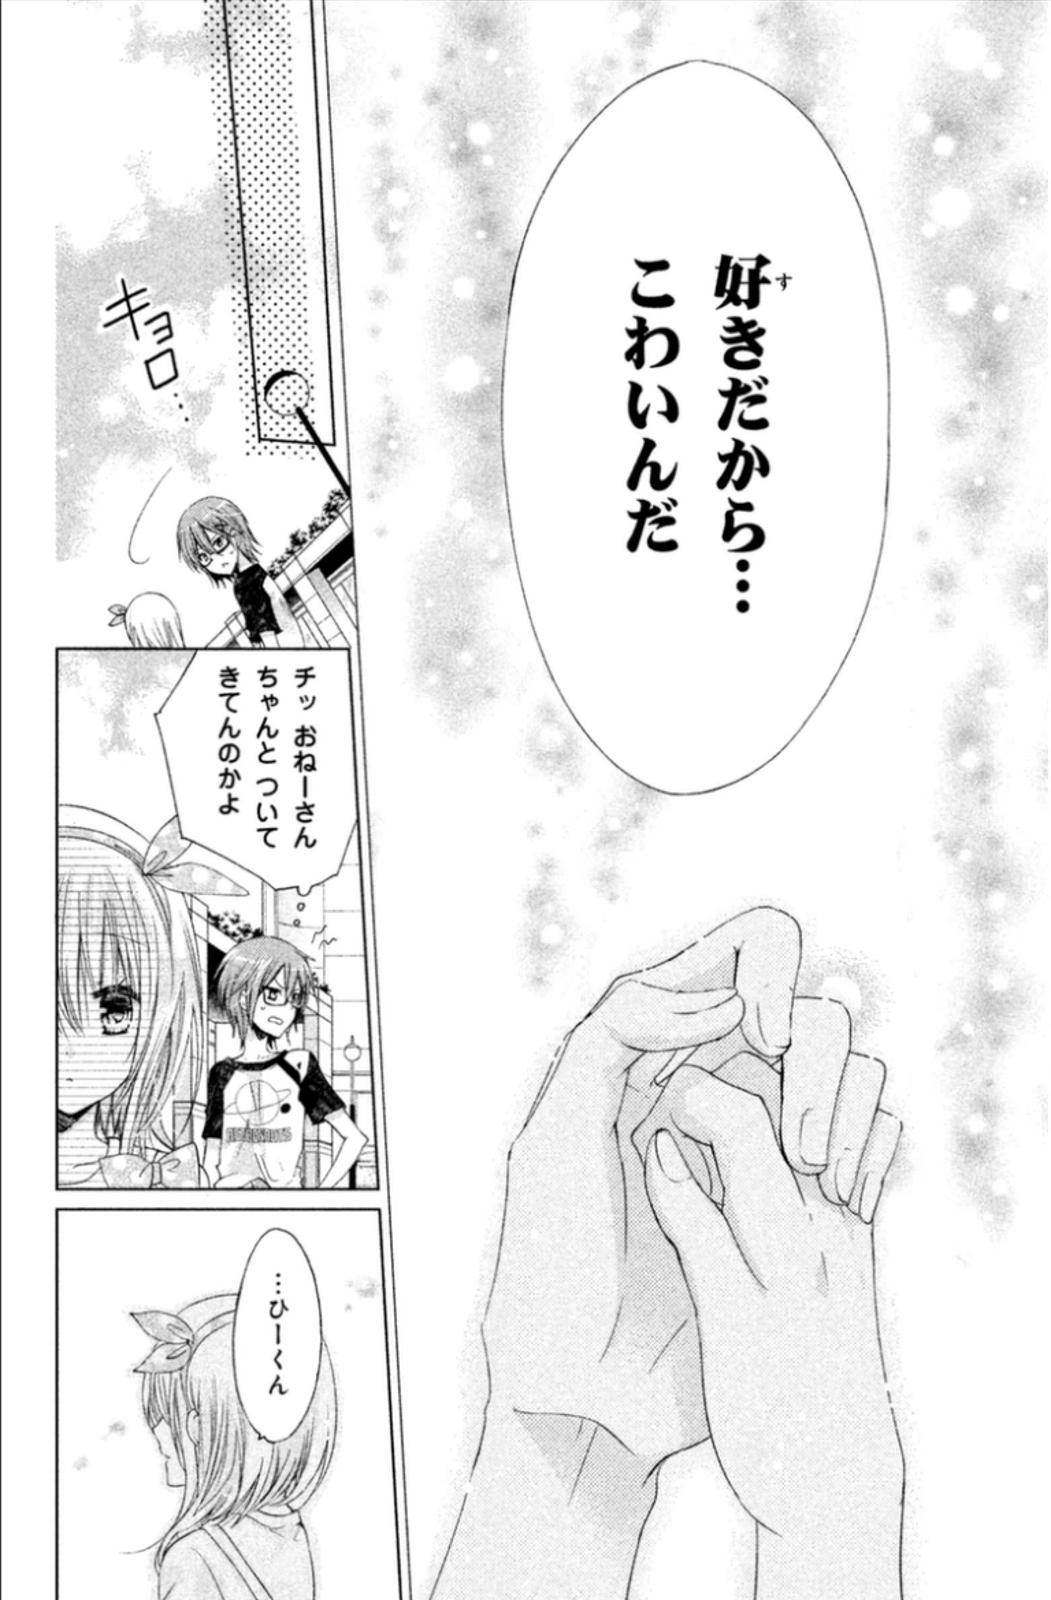 好きだから…
こわいんだ
キョロ…
チッ おねーさん
ちゃんと ついて
きてんのかよ
…ひーくん